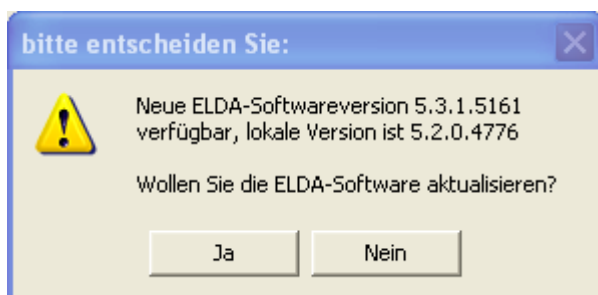 bitte entscheiden Sie:
Neue ELDA-Softwareversion 5.3.1.5161
verfügbar, lokale Version ist 5.2.0.4776
Wollen Sie die ELDA-Software aktualisieren?
Ja
Nein